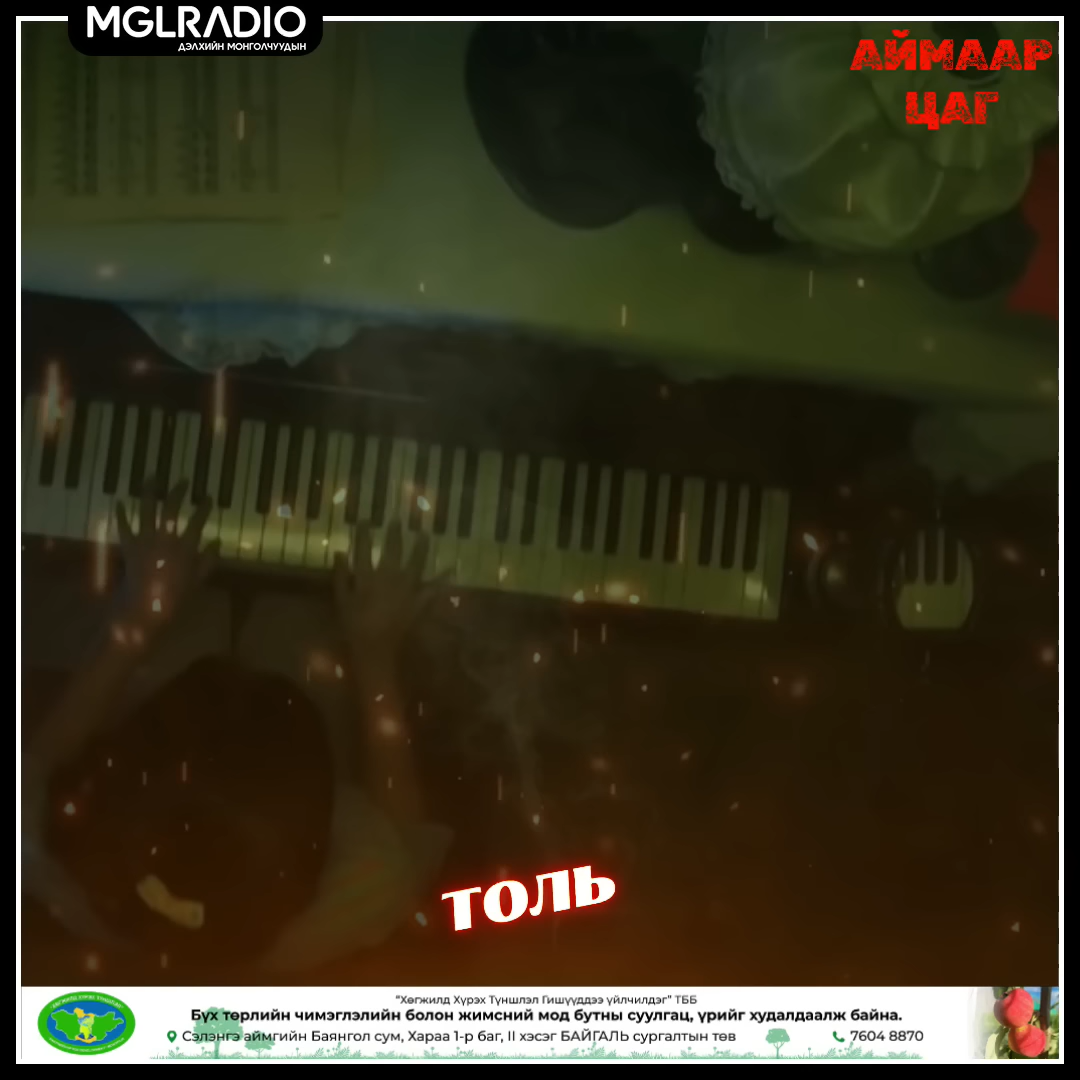 MGLRADIO
ДЭЛХИЙН МОНГОЛЧУУДЫН
АЙМААР
ЦАГ
ТОЛЬ
"Хөгжилд Хүрэх Түншлэл Гишүүддээ үйлчилдэг" ТББ
Бүх төрлийн чимэглэлийн болон жимсний мод бутны суулгац, үрийг худалдаалж байна.
Сэлэнгэ аймгийн Баянгол сум, Хараа 1-р баг, II хэсэг БАЙГАЛЬ сургалтын төв
7604 8870